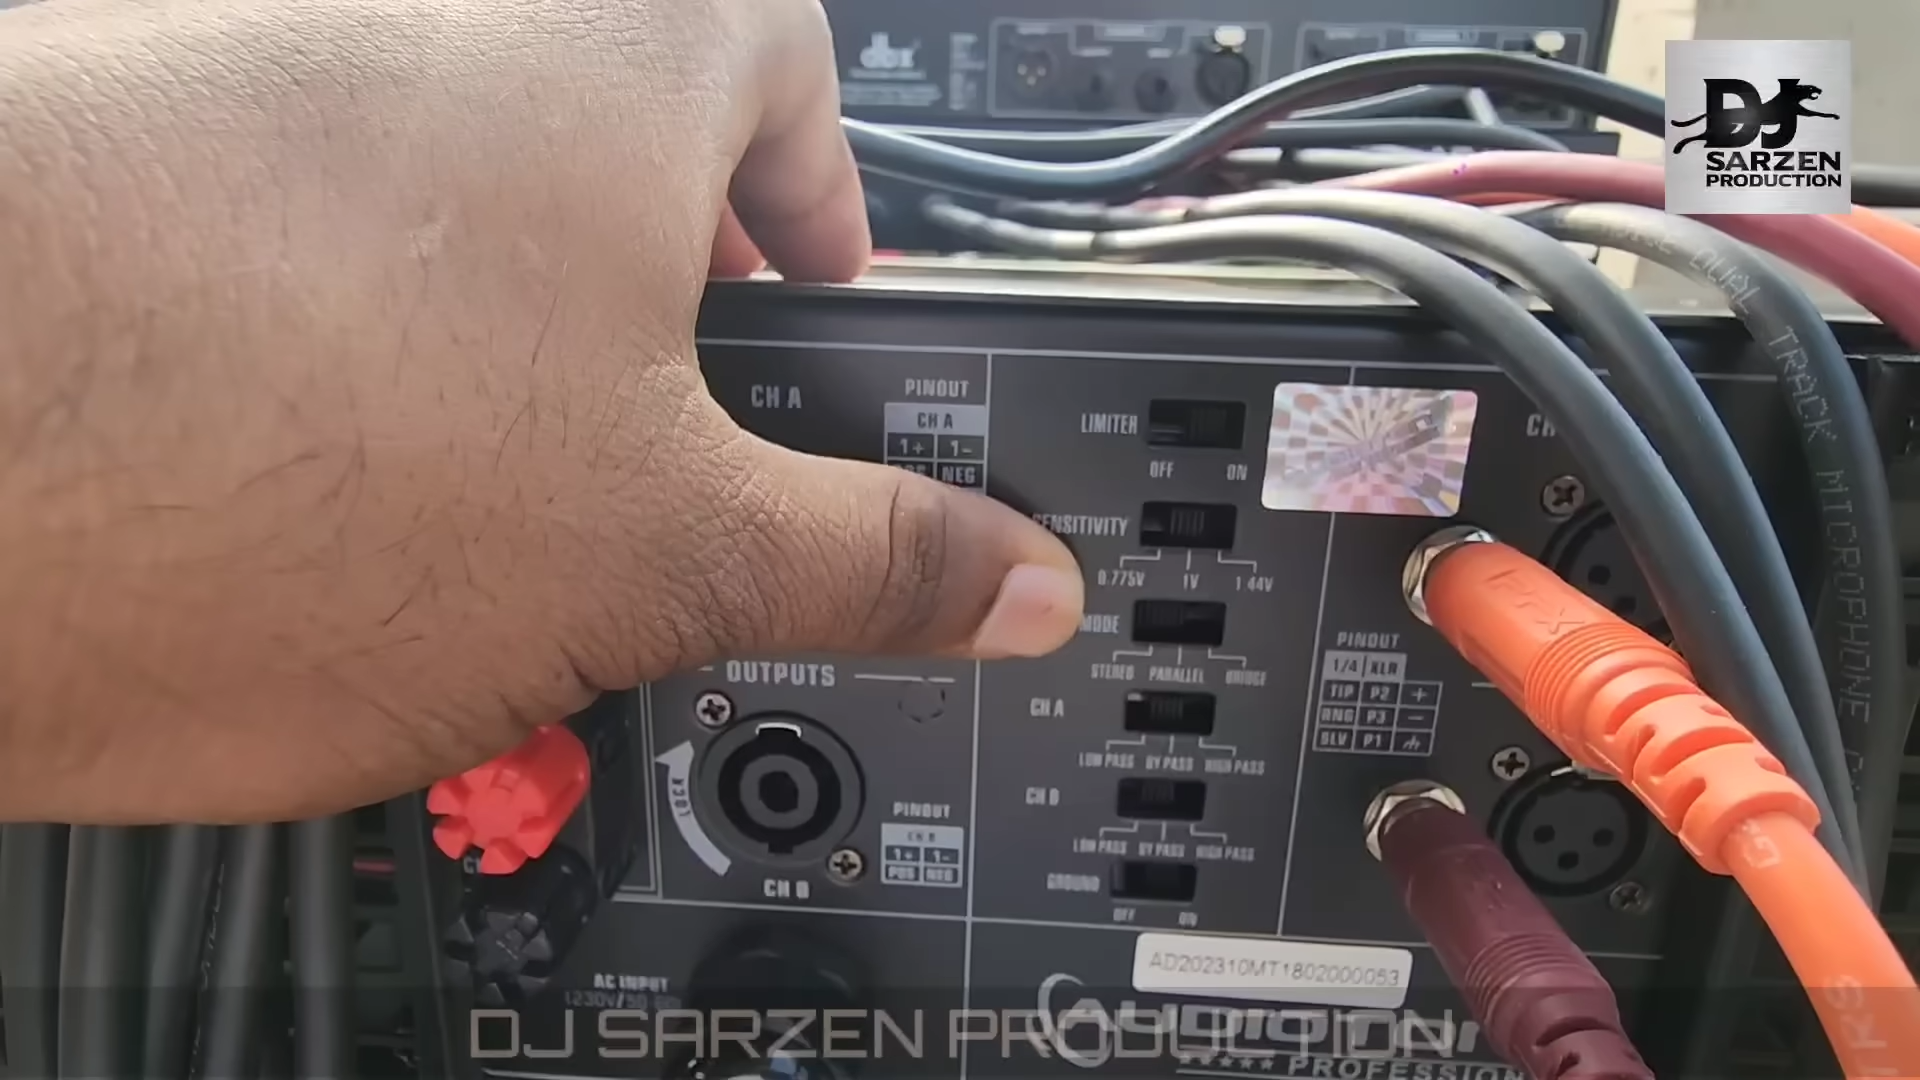 dbx
DJ
SARZEN
PRODUCTION
DUAL TRACK MICROPHONE
CH A
PINOUT
CH A
1+ 1-
NEG
LIMITER
OFF ON
SENSITIVITY
0.775V 1V 1.44V
MODE
STEREO PARALLEL BRIDGE
CH A
LOW PASS BY PASS HIGH PASS
CH B
LOW PASS BY PASS HIGH PASS
GROUND
OFF ON
OUTPUTS
LOCK
PINOUT
CH B
1+ 1-
POS NEG
CH B
PINOUT
1/4 XLR
TIP P2 +
RNG P3 −
SLV P1
AC INPUT
AD202310MT1802000053
DJ SARZEN PRODUCTION